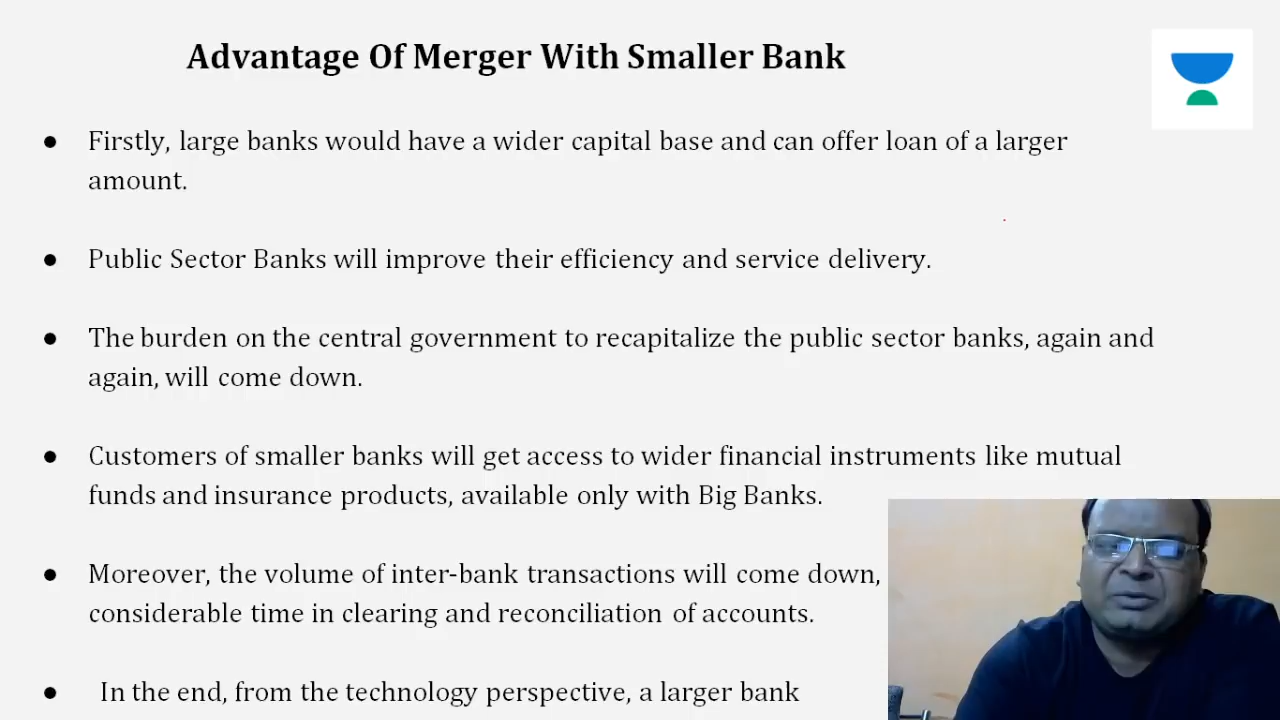 Advantage Of Merger With Smaller Bank
● Firstly, large banks would have a wider capital base and can offer loan of a larger
amount.
● Public Sector Banks will improve their efficiency and service delivery.
● The burden on the central government to recapitalize the public sector banks, again and
again, will come down.
● Customers of smaller banks will get access to wider financial instruments like mutual
funds and insurance products, available only with Big Banks.
● Moreover, the volume of inter-bank transactions will come down,
considerable time in clearing and reconciliation of accounts.
● In the end, from the technology perspective, a larger bank